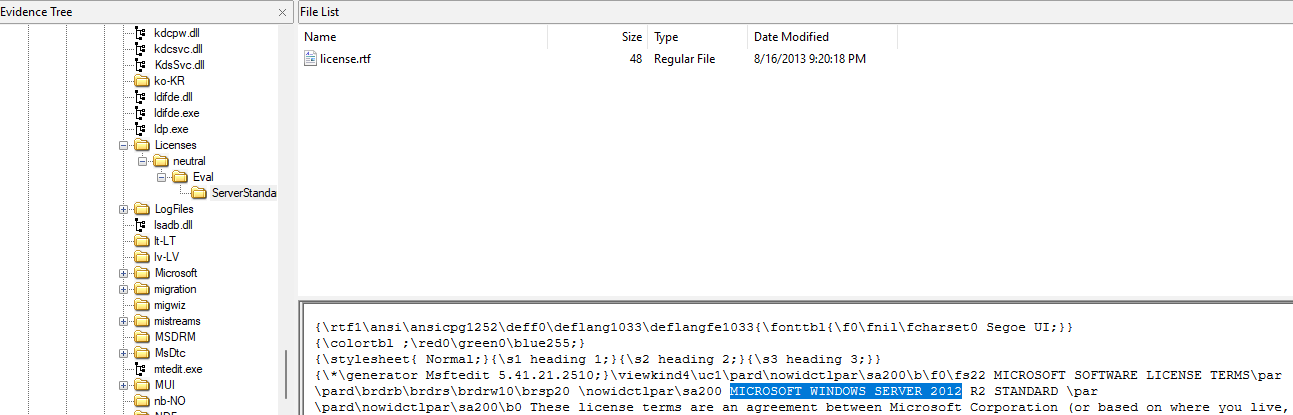 Evidence Tree
kdcpw.dll
kdcsvc.dll
KdsSvc.dll
ko-KR
ldifde.dll
ldifde.exe
ldp.exe
Licenses
neutral
Eval
ServerStanda
LogFiles
lsadb.dll
lt-LT
lv-LV
Microsoft
migration
migwiz
mistreams
MSDRM
MsDtc
mtedit.exe
MUI
nb-NO
File List
Name Size Type Date Modified
license.rtf 48 Regular File 8/16/2013 9:20:18 PM
{\rtf1\ansi\ansicpg1252\deff0\deflang1033\deflangfe1033{\fonttbl{\f0\fnil\fcharset0 Segoe UI;}}
{\colortbl ;\red0\green0\blue255;}
{\stylesheet{ Normal;}{\s1 heading 1;}{\s2 heading 2;}{\s3 heading 3;}}
{\*\generator Msftedit 5.41.21.2510;}\viewkind4\uc1\pard\nowidctlpar\sa200\b\f0\fs22 MICROSOFT SOFTWARE LICENSE TERMS\par
\pard\brdrb\brdrs\brdrw10\brsp20 \nowidctlpar\sa200 MICROSOFT WINDOWS SERVER 2012 R2 STANDARD \par
\pard\nowidctlpar\sa200\b0 These license terms are an agreement between Microsoft Corporation (or based on where you live,